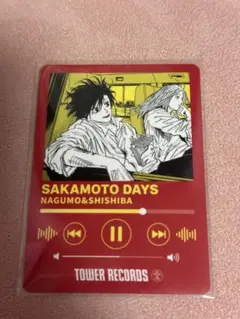 SAKAMOTO DAYS
NAGUMO&SHISHIBA
TOWER RECORDS